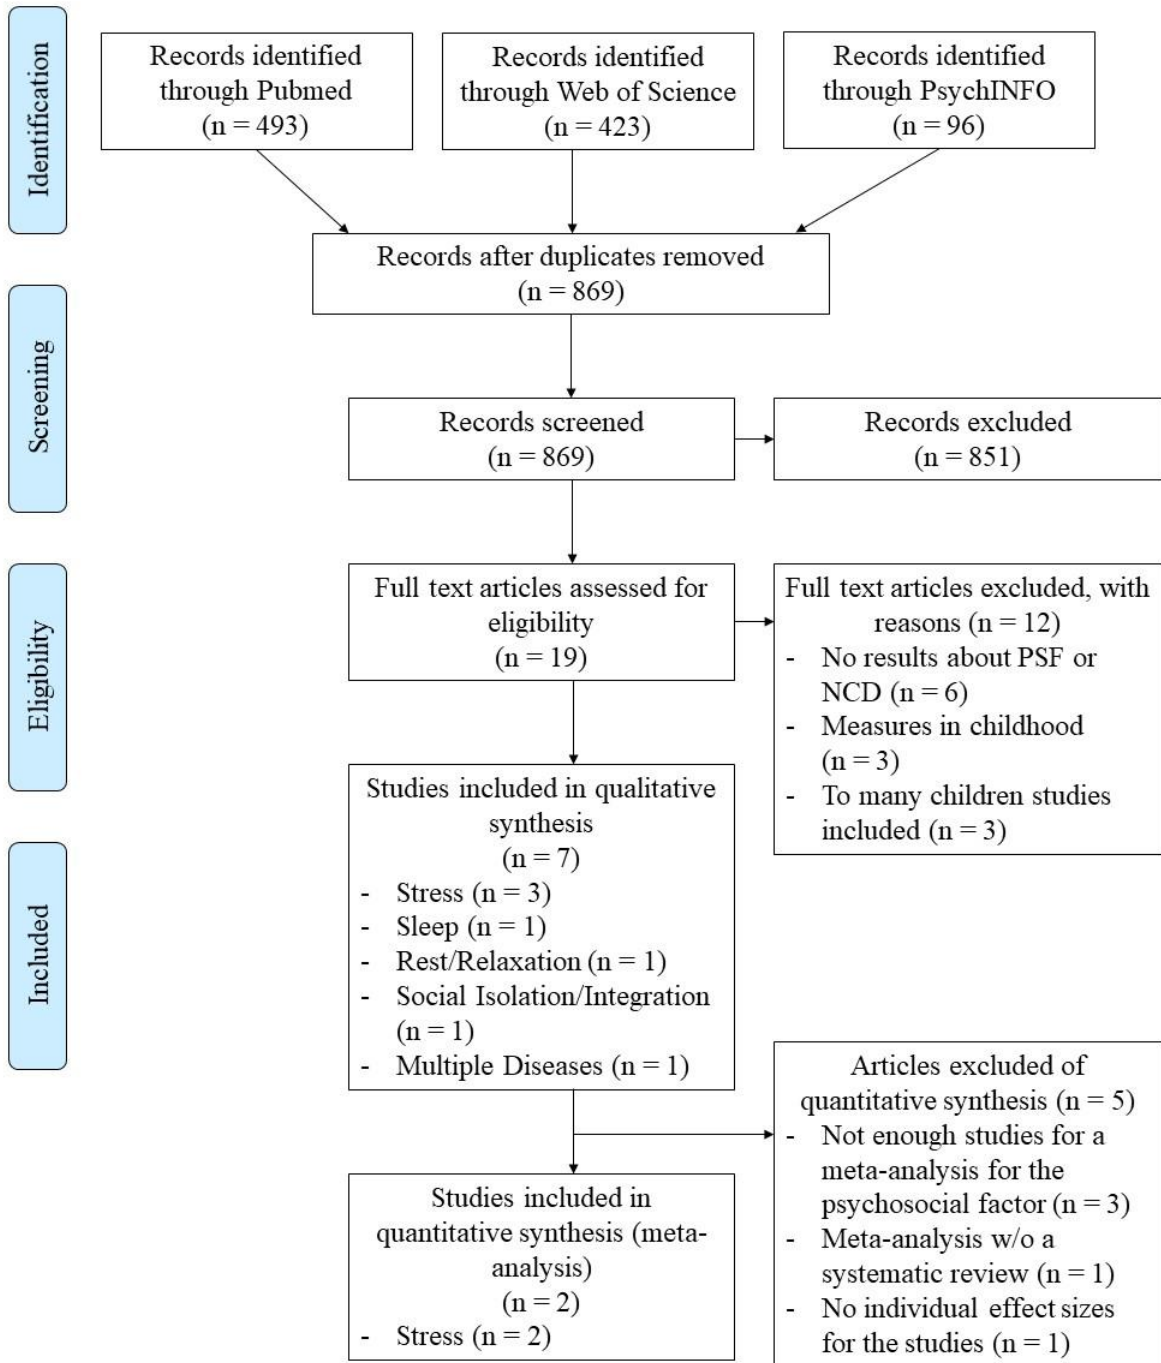 Identification
Records identified
through Pubmed
(n = 493)
Records identified
through Web of Science
(n = 423)
Records identified
through PsychINFO
(n = 96)
Records after duplicates removed
(n = 869)
Screening
Records screened
(n = 869)
Records excluded
(n = 851)
Eligibility
Full text articles assessed for
eligibility
(n = 19)
Full text articles excluded, with
reasons (n = 12)
- No results about PSF or
NCD (n = 6)
- Measures in childhood
(n = 3)
- To many children studies
included (n = 3)
Included
Studies included in qualitative
synthesis
(n = 7)
- Stress (n = 3)
- Sleep (n = 1)
- Rest/Relaxation (n = 1)
- Social Isolation/Integration
(n = 1)
- Multiple Diseases (n = 1)
Articles excluded of
quantitative synthesis (n = 5)
- Not enough studies for a
meta-analysis for the
psychosocial factor (n = 3)
- Meta-analysis w/o a
systematic review (n = 1)
- No individual effect sizes
for the studies (n = 1)
Studies included in
quantitative synthesis (meta-
analysis)
(n = 2)
- Stress (n = 2)